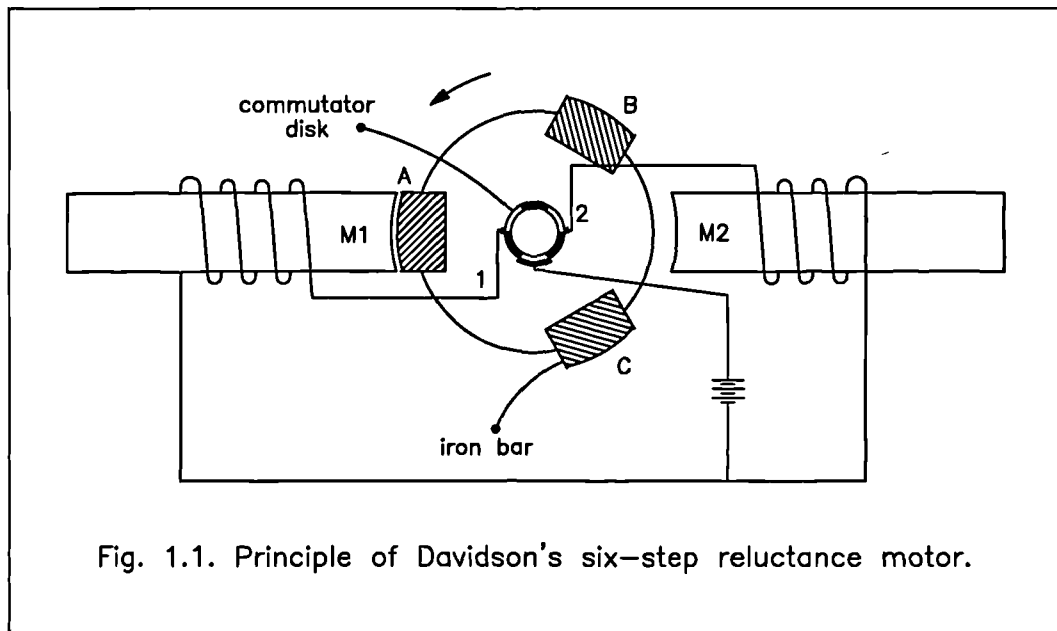 commutator
disk
A
B
M1
2
M2
1
C
iron bar
Fig. 1.1. Principle of Davidson's six-step reluctance motor.